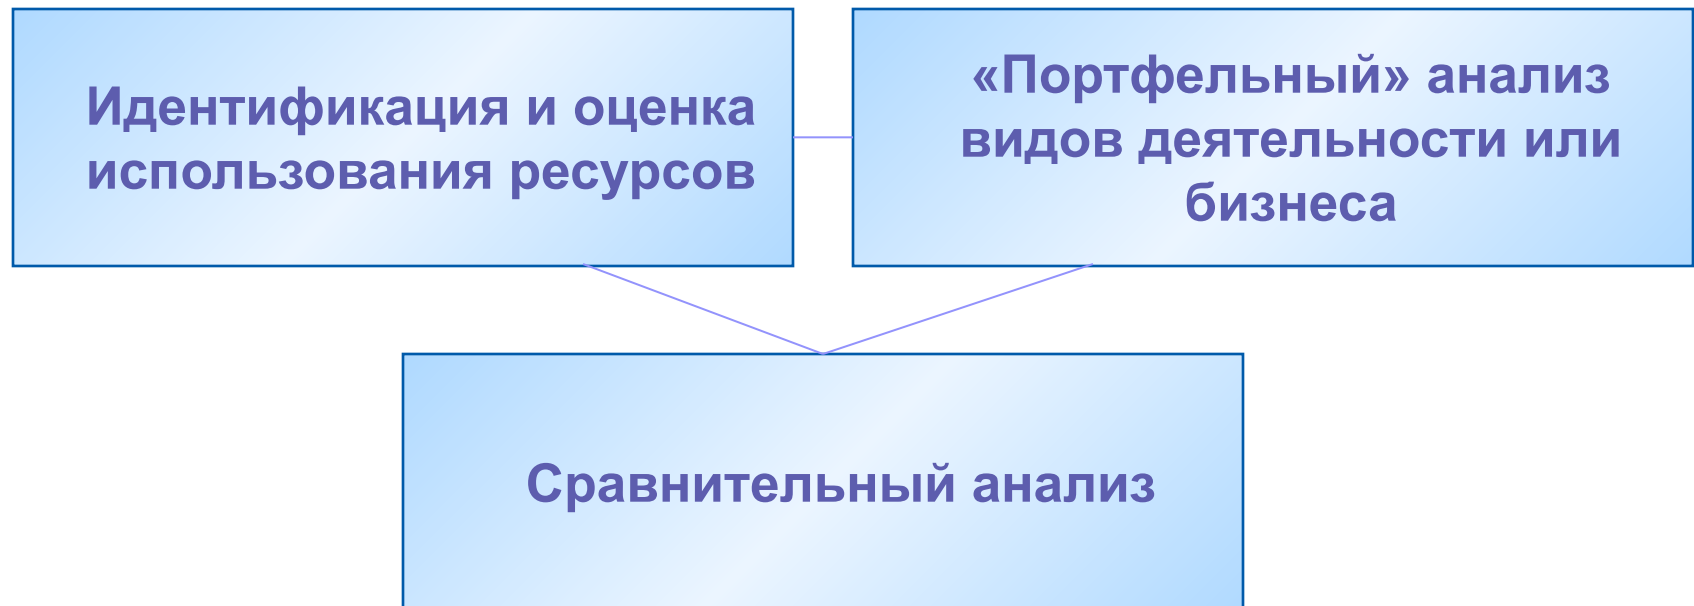 Идентификация и оценка
использования ресурсов
«Портфельный» анализ
видов деятельности или
бизнеса
Сравнительный анализ